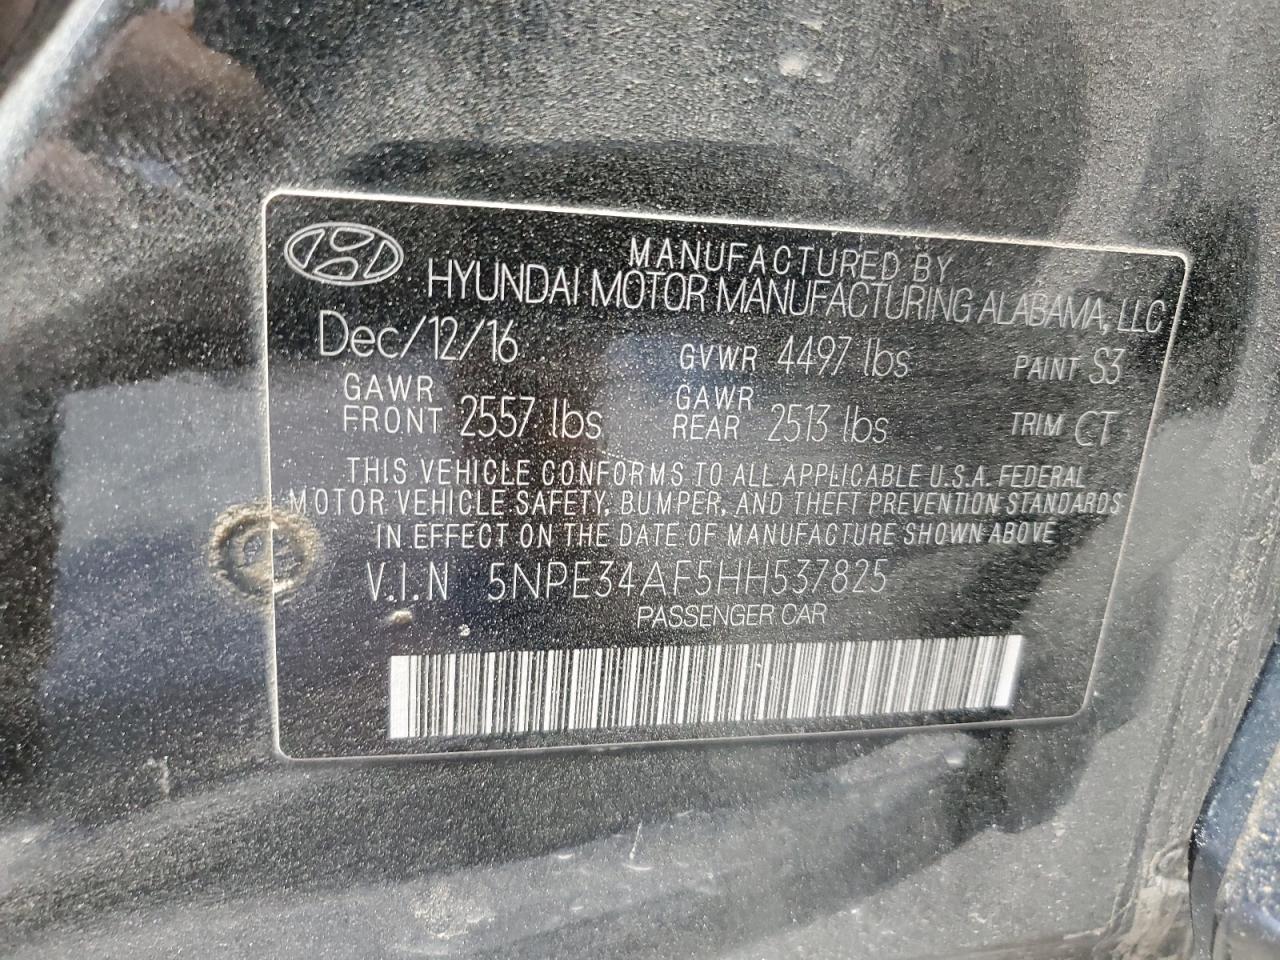 MANUFACTURED BY
HYUNDAI MOTOR MANUFACTURING ALABAMA, LLC
Dec/12/16 GVWR 4497 lbs PAINT S3
GAWR FRONT 2557 lbs GAWR REAR 2513 lbs TRIM CT
THIS VEHICLE CONFORMS TO ALL APPLICABLE U.S.A. FEDERAL
MOTOR VEHICLE SAFETY, BUMPER, AND THEFT PREVENTION STANDARDS
IN EFFECT ON THE DATE OF MANUFACTURE SHOWN ABOVE
V.I.N 5NPE34AF5HH537825
PASSENGER CAR